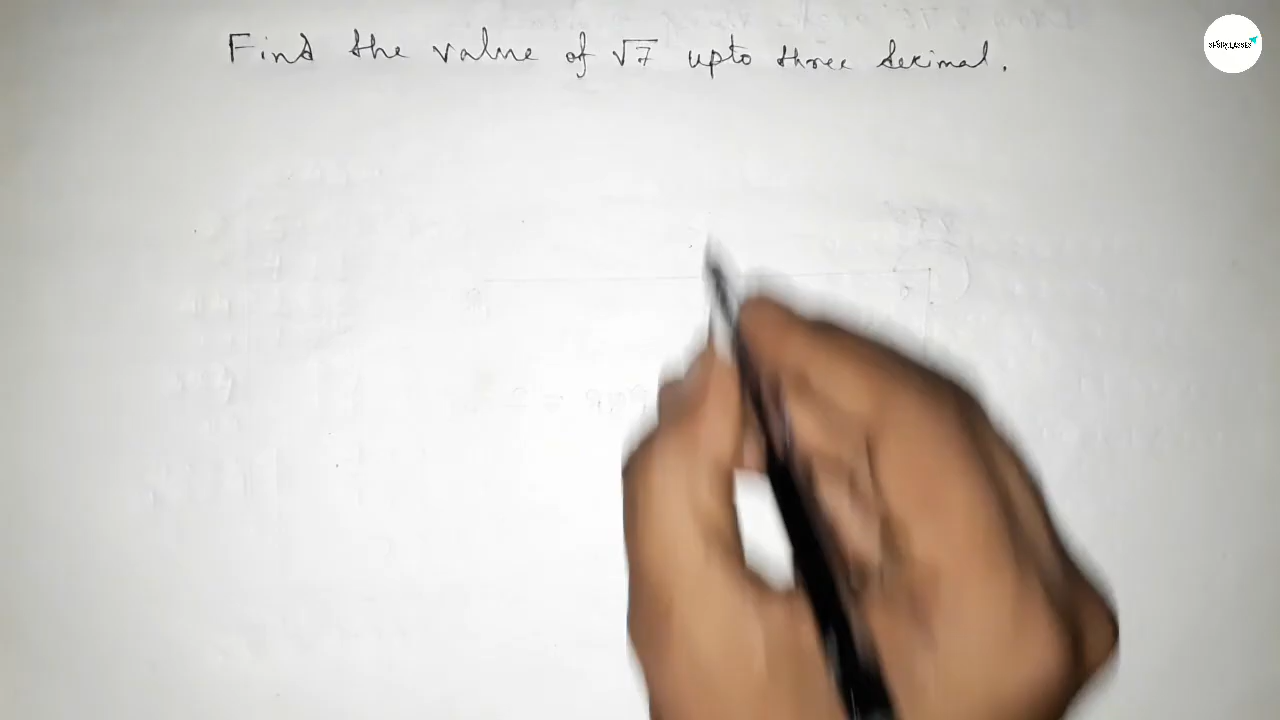 Find the value of √7 upto three decimal.